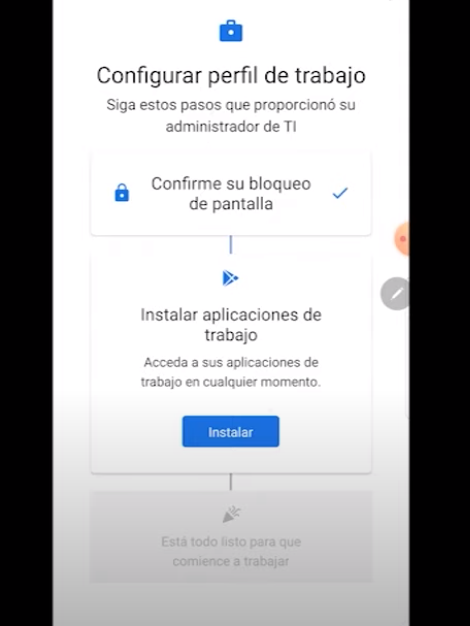 Configurar perfil de trabajo
Siga estos pasos que proporcionó su
administrador de TI
Confirme su bloqueo
de pantalla
Instalar aplicaciones de
trabajo
Acceda a sus aplicaciones de
trabajo en cualquier momento.
Instalar
Está todo listo para que
comience a trabajar